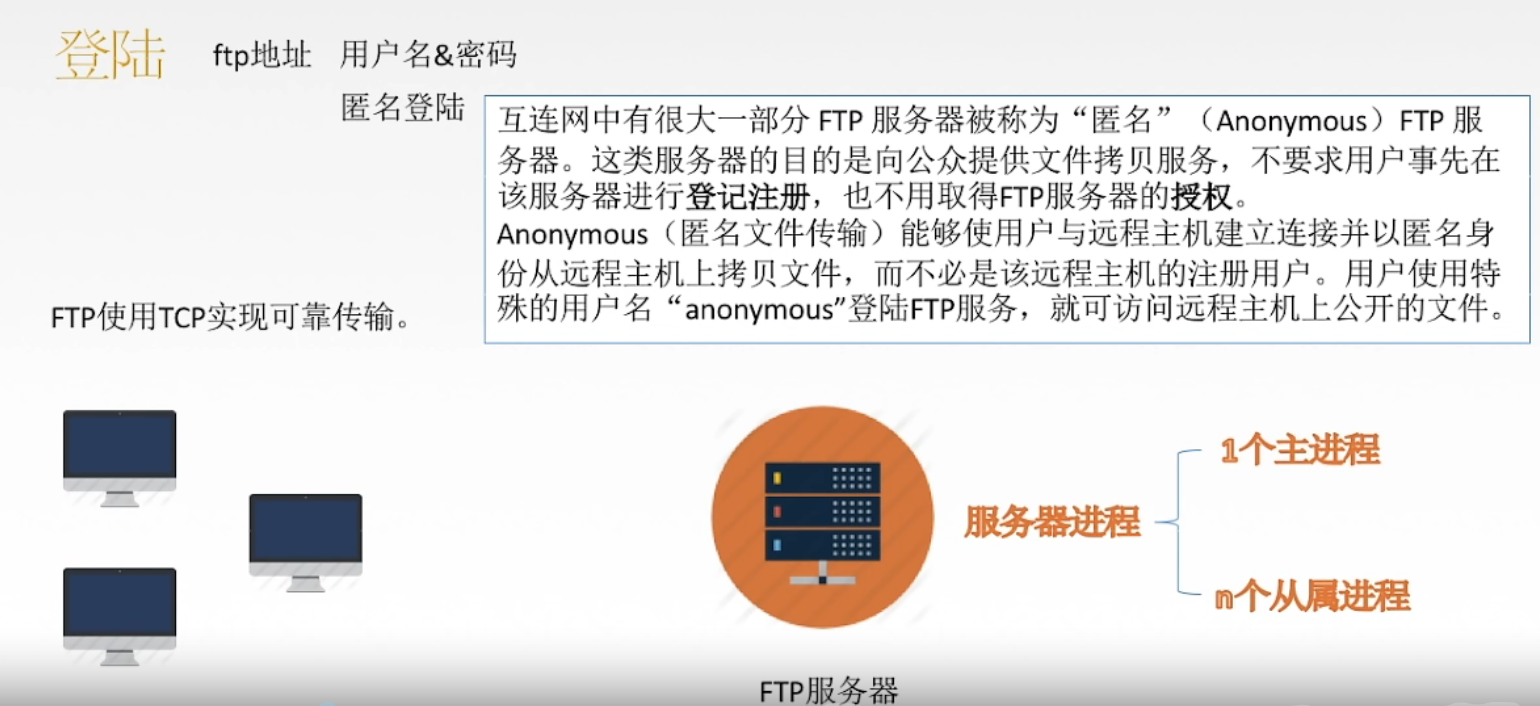 登陆 ftp地址 用户名&密码
匿名登陆
互连网中有很大一部分 FTP 服务器被称为“匿名”（Anonymous）FTP 服
务器。这类服务器的目的是向公众提供文件拷贝服务，不要求用户事先在
该服务器进行登记注册，也不用取得FTP服务器的授权。
Anonymous（匿名文件传输）能够使用户与远程主机建立连接并以匿名身
份从远程主机上拷贝文件，而不必是该远程主机的注册用户。用户使用特
殊的用户名“anonymous”登陆FTP服务，就可访问远程主机上公开的文件。
FTP使用TCP实现可靠传输。
1个主进程
服务器进程
n个从属进程
FTP服务器